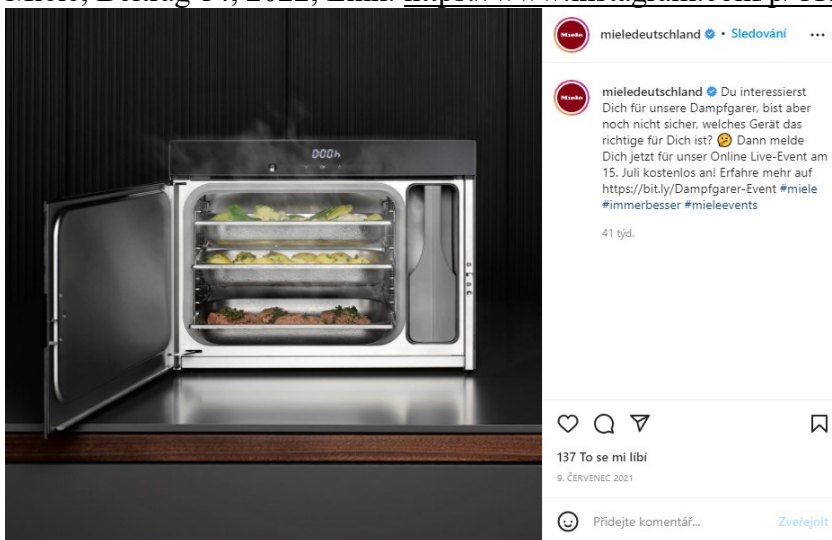 mieledeutschland • Sledování ...
Miele
mieledeutschland Du interessierst
Dich für unsere Dampfgarer, bist aber
noch nicht sicher, welches Gerät das
richtige für Dich ist? 🤔 Dann melde
Dich jetzt für unser Online Live-Event am
15. Juli kostenlos an! Erfahre mehr auf
https://bit.ly/Dampfgarer-Event #miele
#immerbesser #mieleevents
41 týd.
0:00 h
137 To se mi líbí
9. ČERVENEC 2021
Přidejte komentář... Zveřejnit